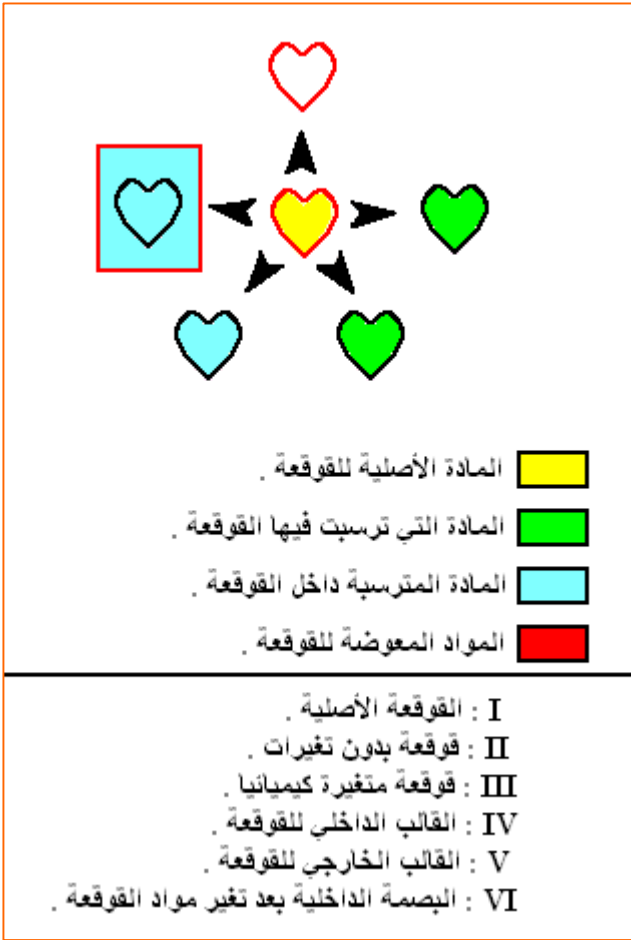 المادة الأصلية للقوقعة .
المادة التي ترسبت فيها القوقعة .
المادة المترسبة داخل القوقعة .
المواد المعوضة للقوقعة .
I : القوقعة الأصلية .
II : قوقعة بدون تغيرات .
III : قوقعة متغيرة كيميائيا .
IV : القالب الداخلي للقوقعة .
V : القالب الخارجي للقوقعة .
VI : البصمة الداخلية بعد تغير مواد القوقعة .